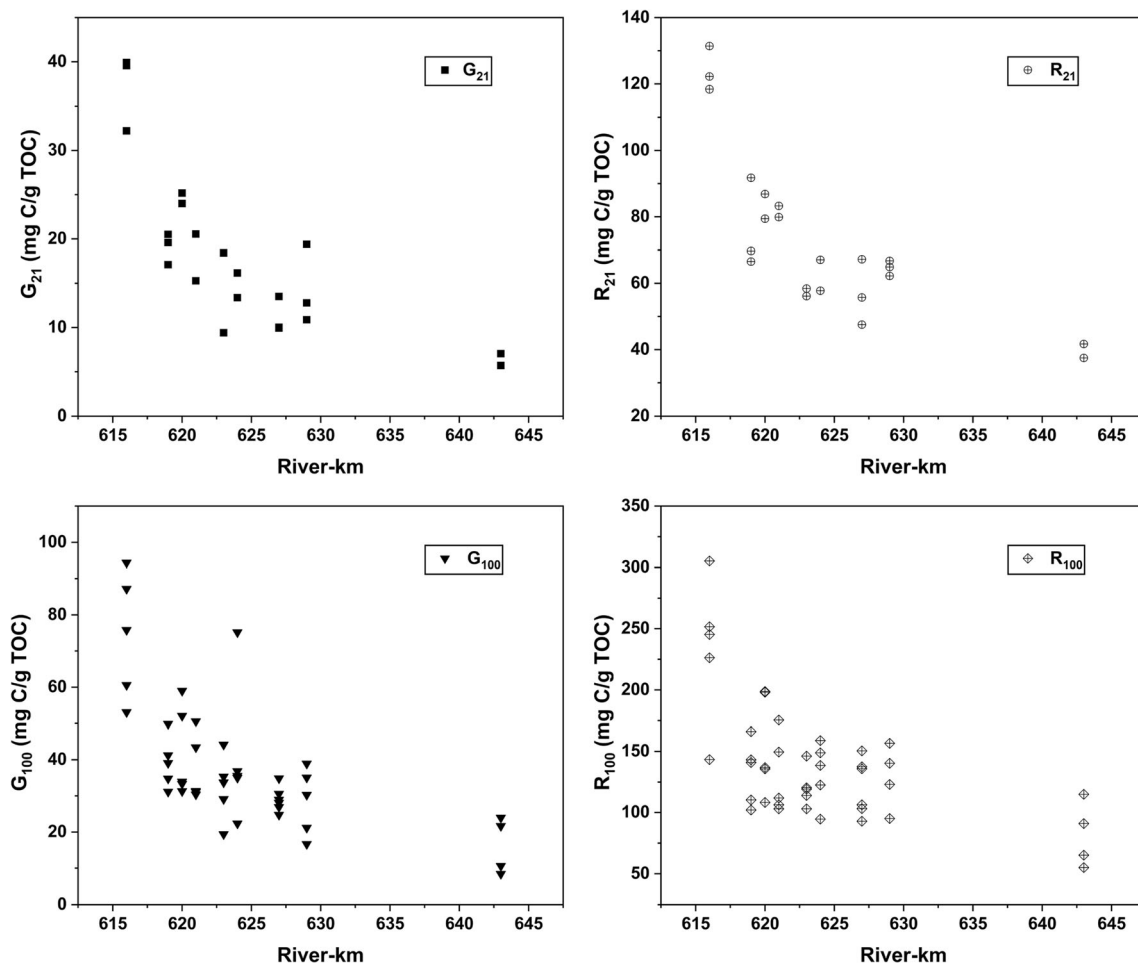 G21
G21 (mg C/g TOC)
40
30
20
10
0
615 620 625 630 635 640 645
River-km
R21
R21 (mg C/g TOC)
140
120
100
80
60
40
20
615 620 625 630 635 640 645
River-km
G100
G100 (mg C/g TOC)
100
80
60
40
20
0
615 620 625 630 635 640 645
River-km
R100
R100 (mg C/g TOC)
350
300
250
200
150
100
50
615 620 625 630 635 640 645
River-km